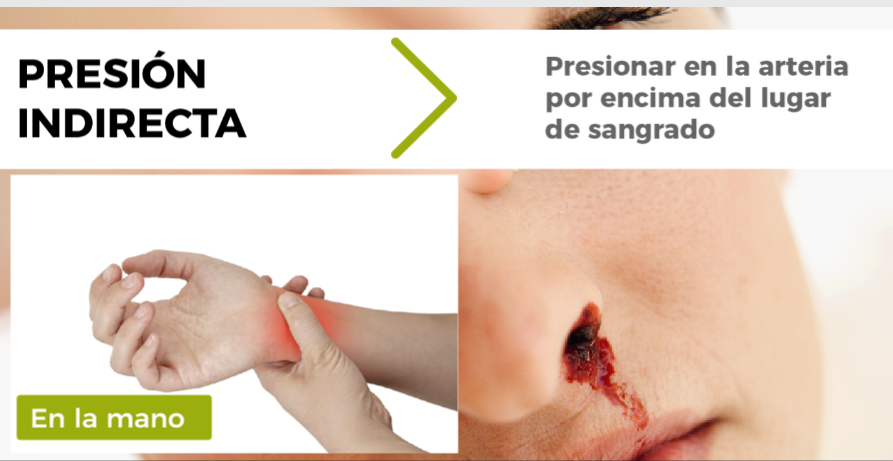 PRESIÓN
INDIRECTA
Presionar en la arteria
por encima del lugar
de sangrado
En la mano